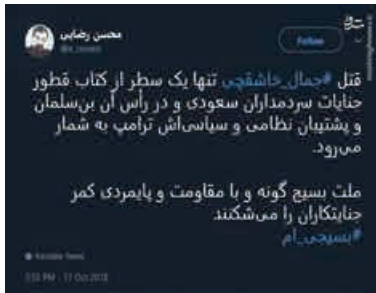 محسن رضایی
Follow
قتل #جمال_خاشقچی تنها یک سطر از کتاب قطور
جنایات سردمداران سعودی و در رأس آن بن‌سلمان
و پشتیبان نظامی و سیاسی‌اش ترامپ به شمار
می‌رود.
ملت بسیج گونه و با مقاومت و پایمردی کمر
جنایتکاران را می‌شکنند
#بسیجی_ام